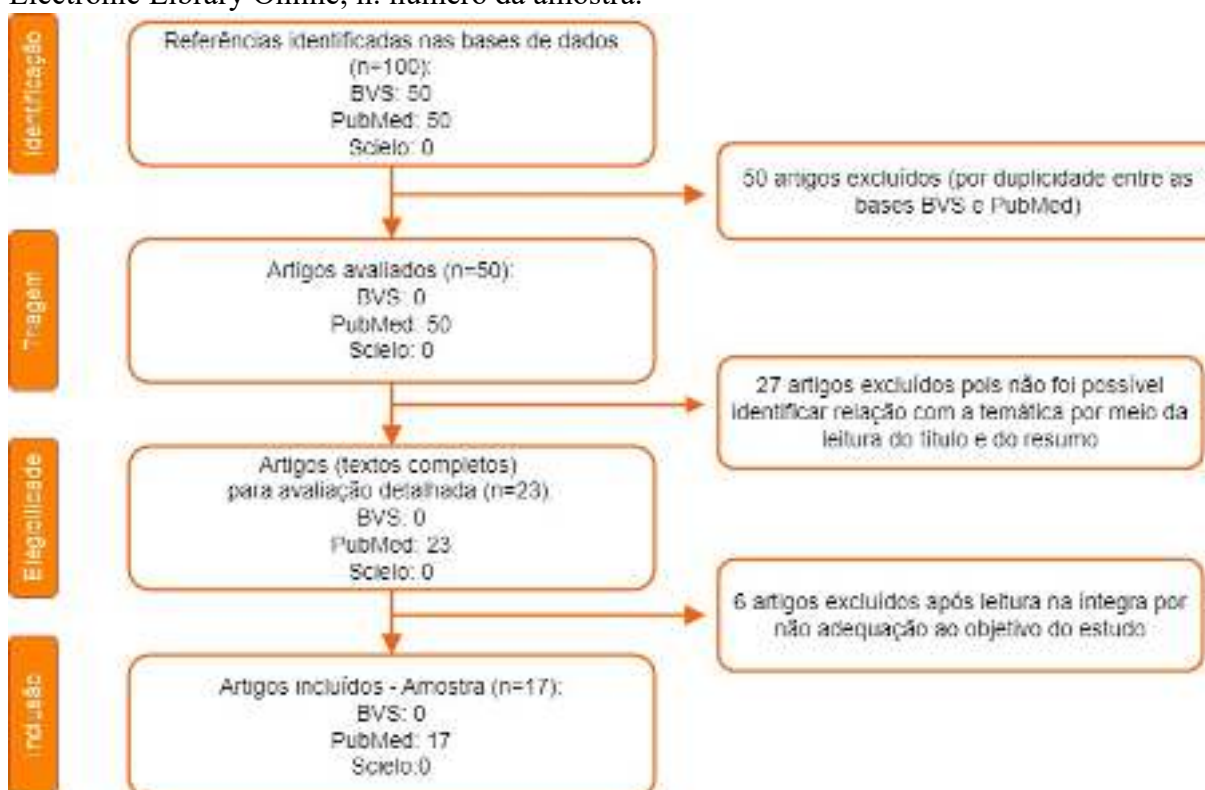 Electronic Library Online; n: número da amostra.
Identificação
Referências identificadas nas bases de dados
(n=100):
BVS: 50
PubMed: 50
Scielo: 0
50 artigos excluídos (por duplicidade entre as
bases BVS e PubMed)
Triagem
Artigos avaliados (n=50):
BVS: 0
PubMed: 50
Scielo: 0
27 artigos excluídos pois não foi possível
identificar relação com a temática por meio da
leitura do título e do resumo
Elegibilidade
Artigos (textos completos)
para avaliação detalhada (n=23)
BVS: 0
PubMed: 23
Scielo: 0
6 artigos excluídos após leitura na íntegra por
não adequação ao objetivo do estudo
Inclusão
Artigos incluídos - Amostra (n=17):
BVS: 0
PubMed: 17
Scielo:0